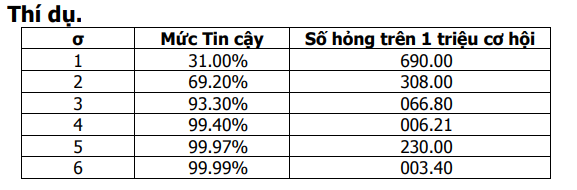 Thí dụ.
σ Mức Tin cậy Số hỏng trên 1 triệu cơ hội
1 31.00% 690.00
2 69.20% 308.00
3 93.30% 066.80
4 99.40% 006.21
5 99.97% 230.00
6 99.99% 003.40